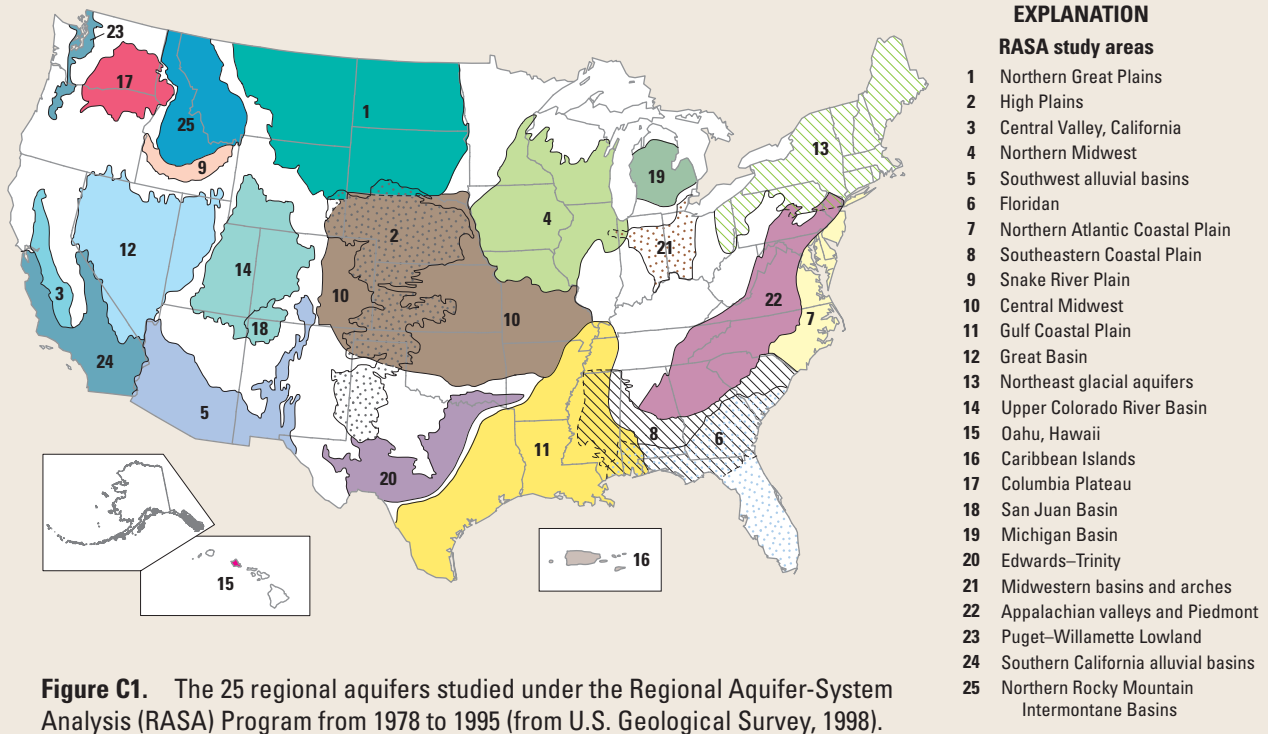 23
17
25
9
1
12
14
18
3
24
5
2
10
10
4
19
21
13
22
7
8
6
11
20
15
16
EXPLANATION
RASA study areas
1 Northern Great Plains
2 High Plains
3 Central Valley, California
4 Northern Midwest
5 Southwest alluvial basins
6 Floridan
7 Northern Atlantic Coastal Plain
8 Southeastern Coastal Plain
9 Snake River Plain
10 Central Midwest
11 Gulf Coastal Plain
12 Great Basin
13 Northeast glacial aquifers
14 Upper Colorado River Basin
15 Oahu, Hawaii
16 Caribbean Islands
17 Columbia Plateau
18 San Juan Basin
19 Michigan Basin
20 Edwards–Trinity
21 Midwestern basins and arches
22 Appalachian valleys and Piedmont
23 Puget–Willamette Lowland
24 Southern California alluvial basins
25 Northern Rocky Mountain
Intermontane Basins
Figure C1. The 25 regional aquifers studied under the Regional Aquifer-System
Analysis (RASA) Program from 1978 to 1995 (from U.S. Geological Survey, 1998).